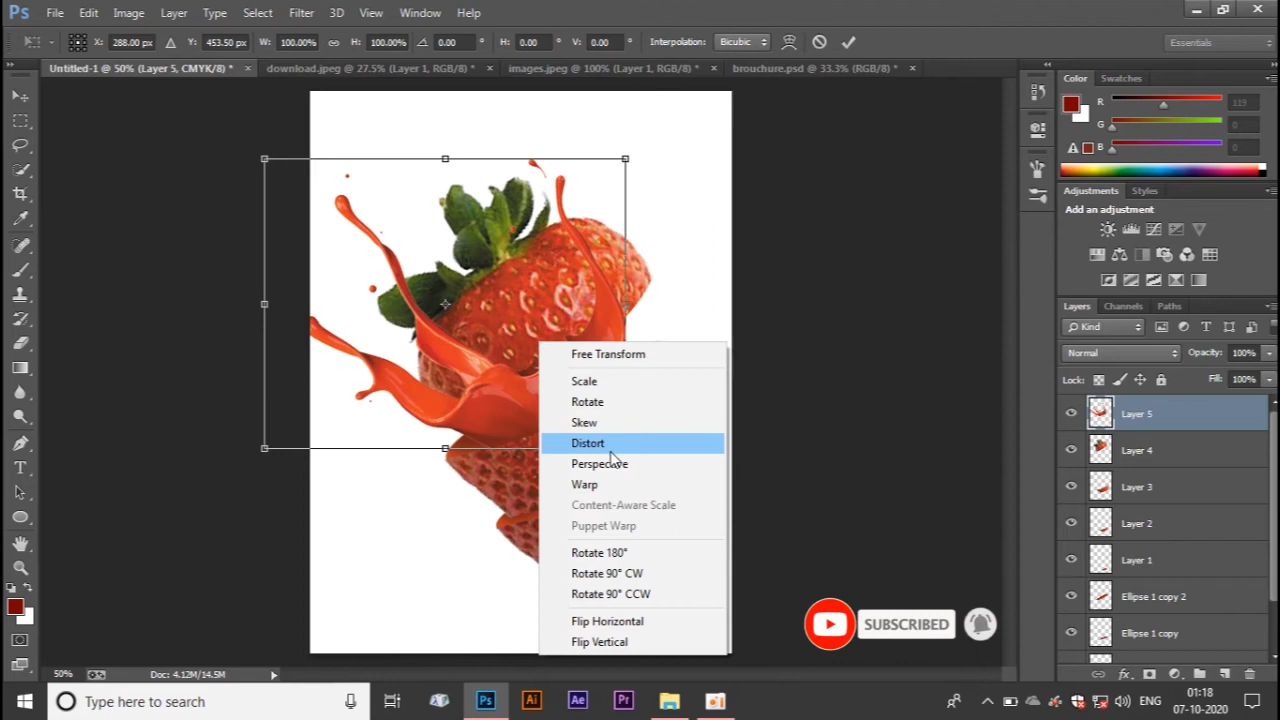 Ps File Edit Image Layer Type Select Filter 3D View Window Help
X: 288.00 px Y: 453.50 px W: 100.00% H: 100.00% 0.00 ° H: 0.00 ° V: 0.00 ° Interpolation: Bicubic Essentials
Untitled-1 @ 50% (Layer 5, CMYK/8) * × download.jpeg @ 27.5% (Layer 1, RGB/8) * × images.jpeg @ 100% (Layer 1, RGB/8) * × brouchure.psd @ 33.3% (RGB/8) * ×
Color Swatches
R 119
G 0
B 0
Adjustments Styles
Add an adjustment
Layers Channels Paths
Kind
Normal Opacity: 100%
Lock: Fill: 100%
Layer 5
Layer 4
Layer 3
Layer 2
Layer 1
Ellipse 1 copy 2
Ellipse 1 copy
Free Transform
Scale
Rotate
Skew
Distort
Perspective
Warp
Content-Aware Scale
Puppet Warp
Rotate 180°
Rotate 90° CW
Rotate 90° CCW
Flip Horizontal
Flip Vertical
SUBSCRIBED
50% Doc: 4.12M/14.5M
Type here to search Ps Ai Ae Pr ENG 01:18
07-10-2020